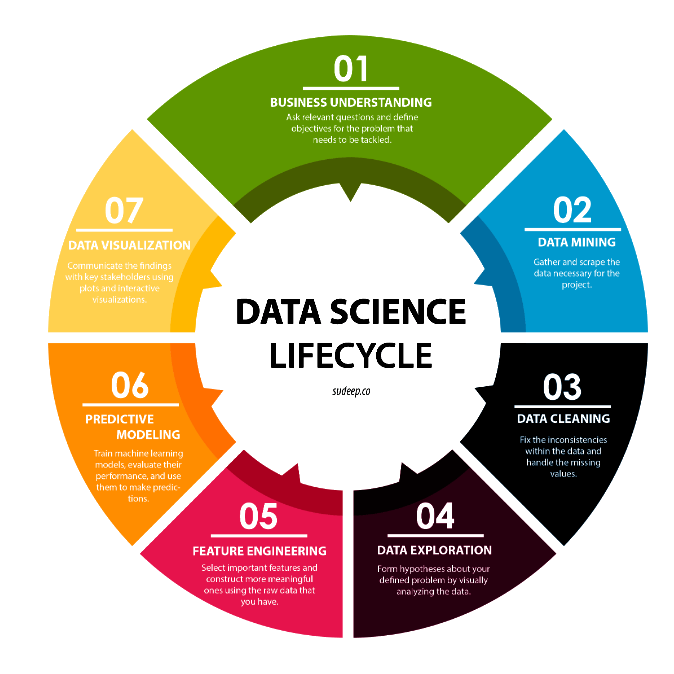 01
BUSINESS UNDERSTANDING
Ask relevant questions and define
objectives for the problem that
needs to be tackled.
02
DATA MINING
Gather and scrape the
data necessary for the
project.
03
DATA CLEANING
Fix the inconsistencies
within the data and
handle the missing
values.
04
DATA EXPLORATION
Form hypotheses about your
defined problem by visually
analyzing the data.
05
FEATURE ENGINEERING
Select important features and
construct more meaningful
ones using the raw data that
you have.
06
PREDICTIVE
MODELING
Train machine learning
models, evaluate their
performance, and use
them to make predic-
tions.
07
DATA VISUALIZATION
Communicate the findings
with key stakeholders using
plots and interactive
visualizations.
DATA SCIENCE
LIFECYCLE
sudeep.co